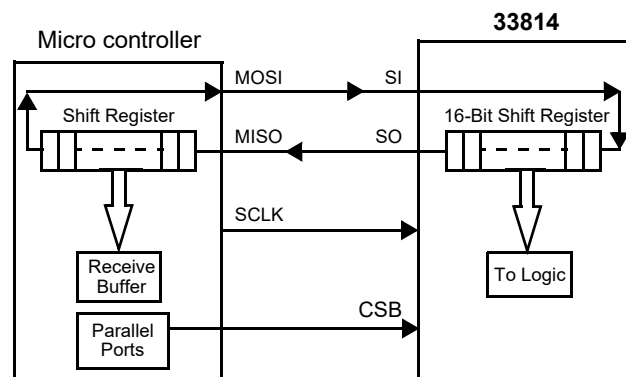 33814
Micro controller
MOSI
SI
Shift Register
16-Bit Shift Register
MISO
SO
SCLK
Receive
Buffer
To Logic
CSB
Parallel
Ports